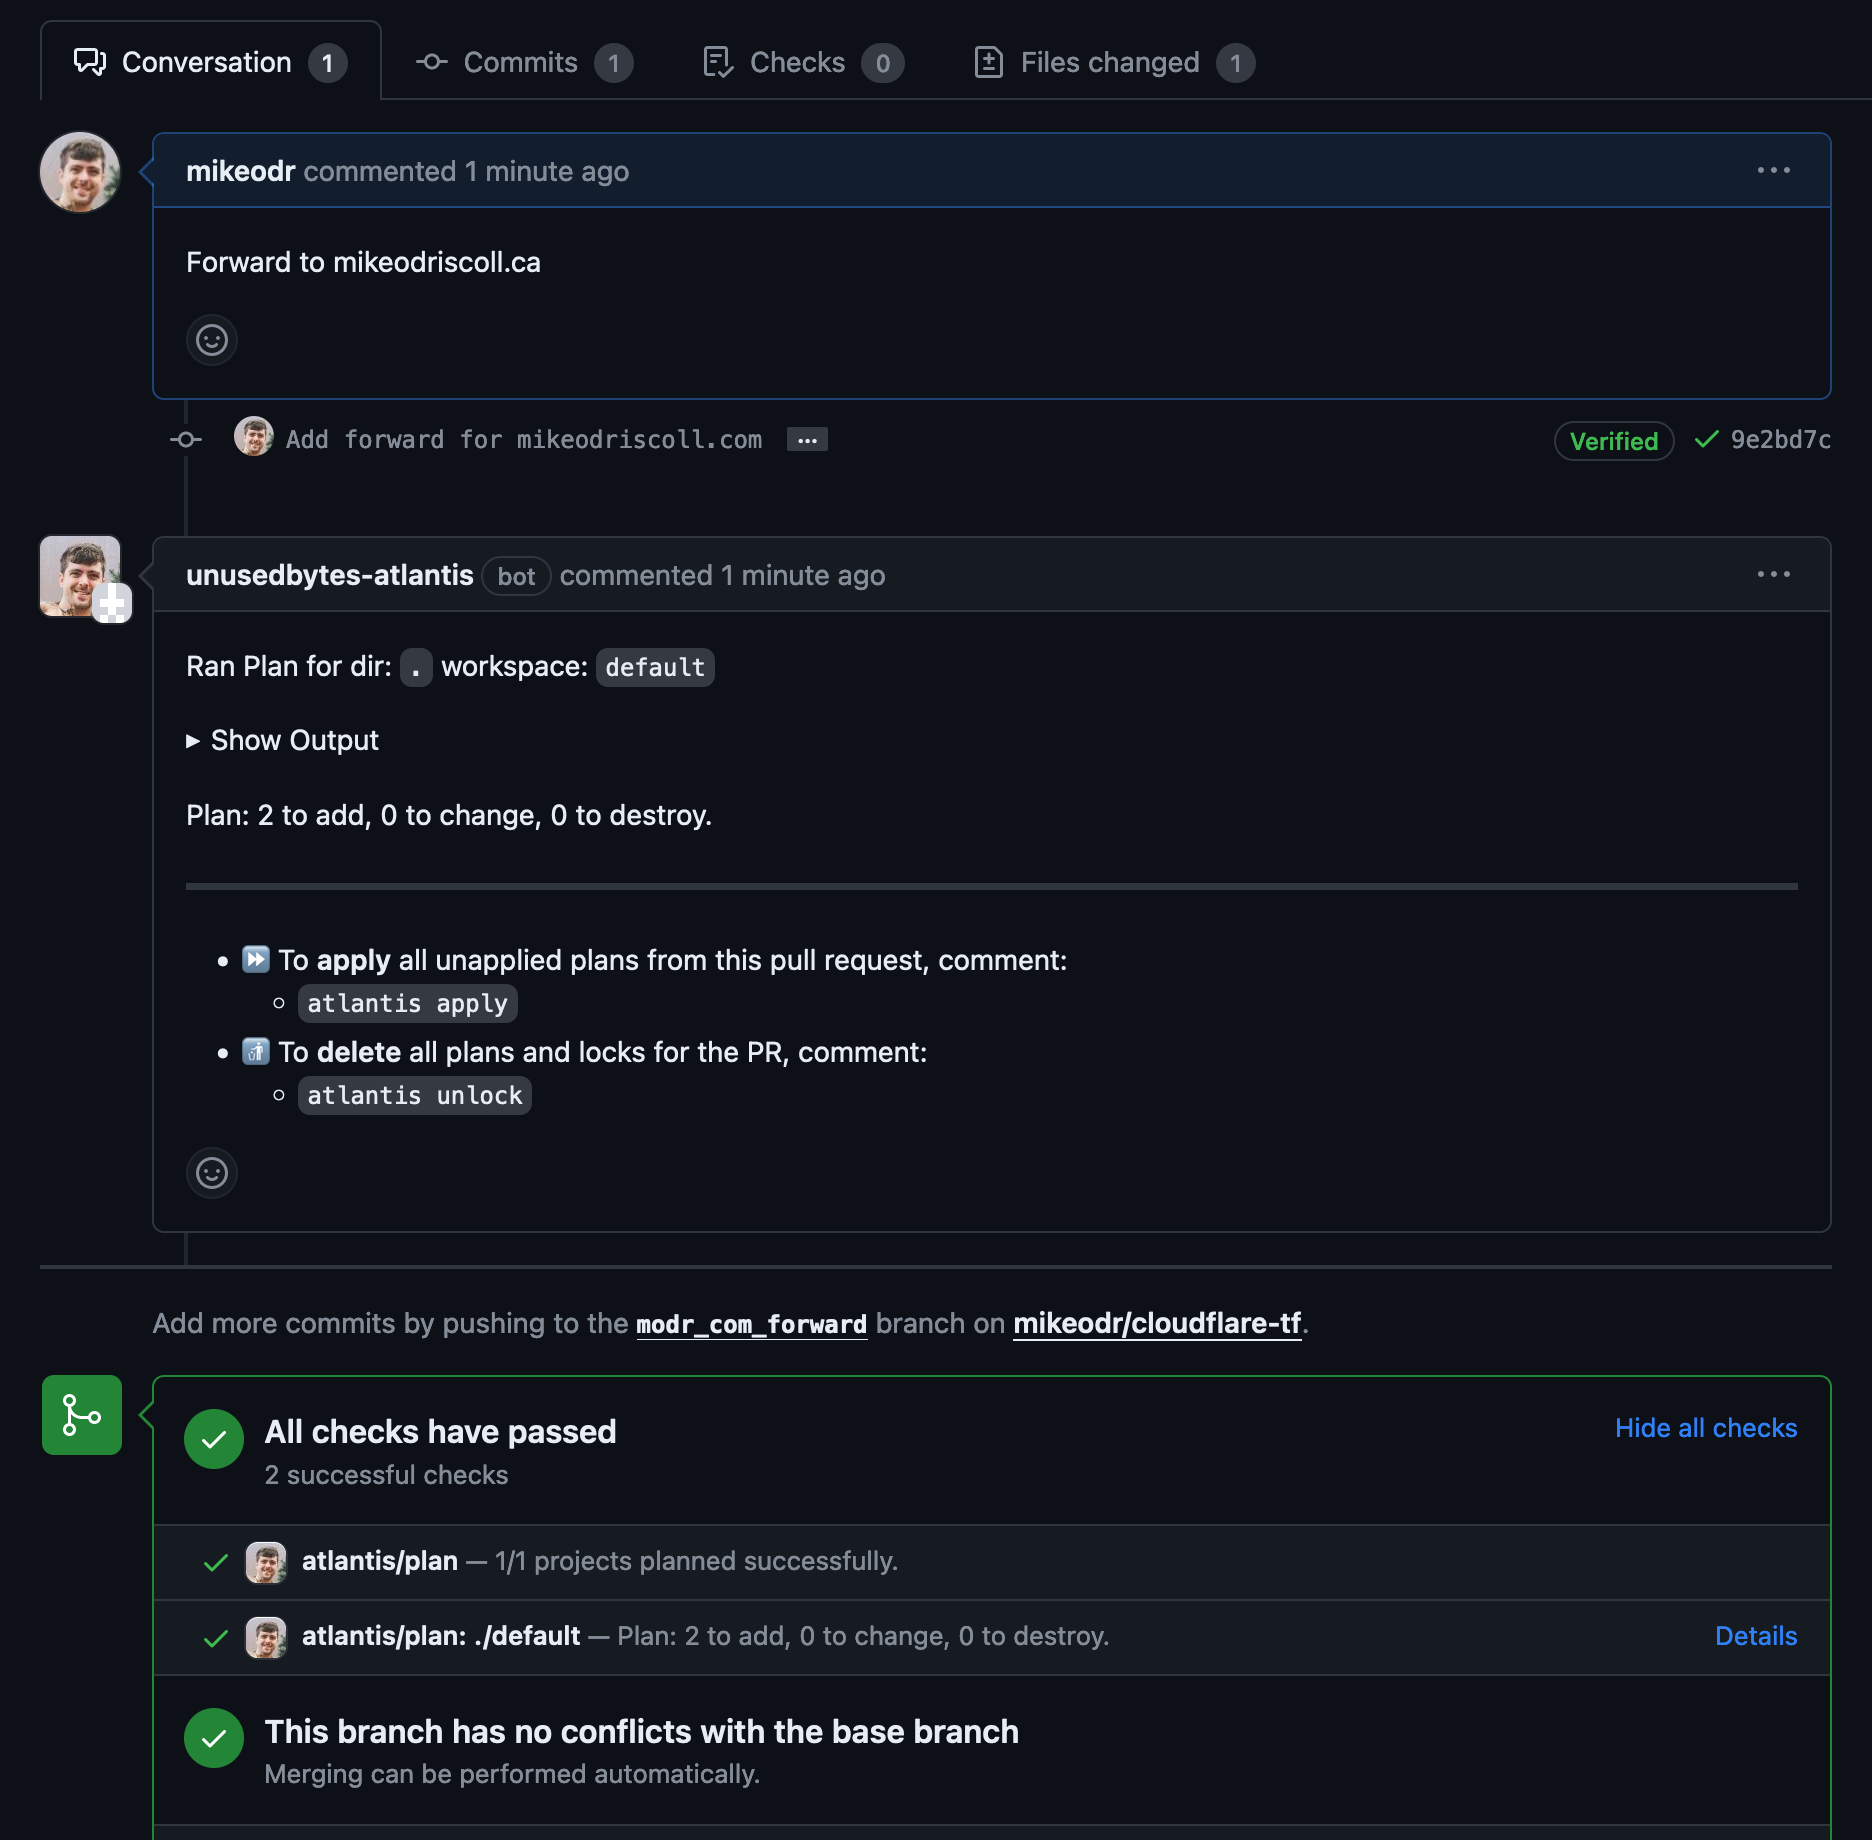 Conversation 1 Commits 1 Checks 0 Files changed 1
mikeodr commented 1 minute ago
Forward to mikeodriscoll.ca
Add forward for mikeodriscoll.com ... Verified 9e2bd7c
unusedbytes-atlantis bot commented 1 minute ago
Ran Plan for dir: . workspace: default
Show Output
Plan: 2 to add, 0 to change, 0 to destroy.
To apply all unapplied plans from this pull request, comment:
atlantis apply
To delete all plans and locks for the PR, comment:
atlantis unlock
Add more commits by pushing to the modr_com_forward branch on mikeodr/cloudflare-tf.
All checks have passed Hide all checks
2 successful checks
atlantis/plan — 1/1 projects planned successfully.
atlantis/plan: ./default — Plan: 2 to add, 0 to change, 0 to destroy. Details
This branch has no conflicts with the base branch
Merging can be performed automatically.